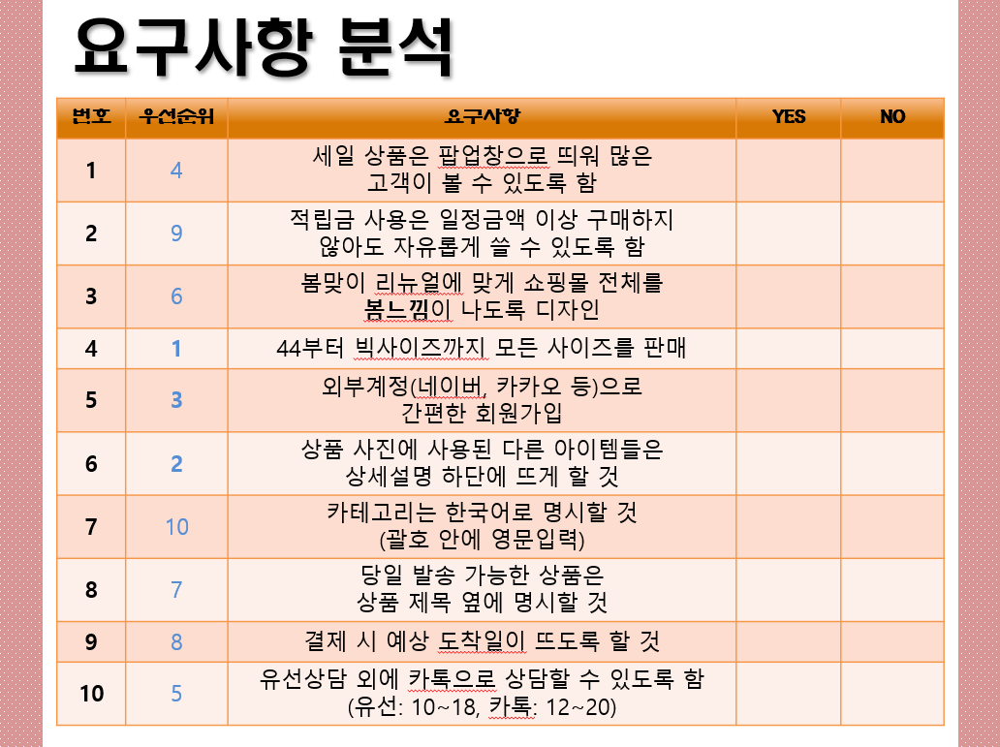 요구사항 분석
번호 우선순위 요구사항 YES NO
1 4 세일 상품은 팝업창으로 띄워 많은
고객이 볼 수 있도록 함
2 9 적립금 사용은 일정금액 이상 구매하지
않아도 자유롭게 쓸 수 있도록 함
3 6 봄맞이 리뉴얼에 맞게 쇼핑몰 전체를
봄느낌이 나도록 디자인
4 1 44부터 빅사이즈까지 모든 사이즈를 판매
5 3 외부계정(네이버, 카카오 등)으로
간편한 회원가입
6 2 상품 사진에 사용된 다른 아이템들은
상세설명 하단에 뜨게 할 것
7 10 카테고리는 한국어로 명시할 것
(괄호 안에 영문입력)
8 7 당일 발송 가능한 상품은
상품 제목 옆에 명시할 것
9 8 결제 시 예상 도착일이 뜨도록 할 것
10 5 유선상담 외에 카톡으로 상담할 수 있도록 함
(유선: 10~18, 카톡: 12~20)